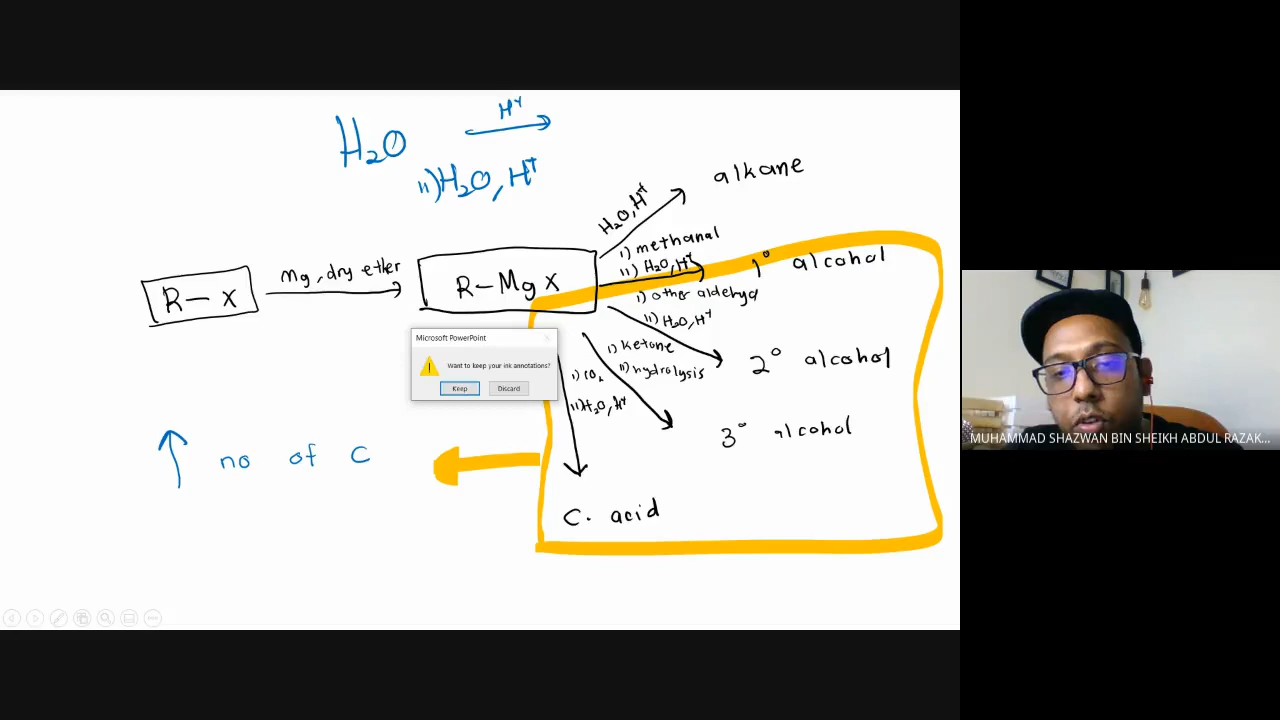 H₂O
H⁺
ii) H₂O, H⁺
alkane
H₂O, H⁺
i) methanal
ii) H₂O, H⁺
1° alcohol
Mg, dry ether
R-x
R-Mgx
i) other aldehyd
ii) H₂O, H⁺
2° alcohol
i) ketone
ii) hydrolysis
3° alcohol
i) CO₂
ii) H₂O, H⁺
C. acid
↑ no of C
Microsoft PowerPoint
Want to keep your ink annotations?
Keep
Discard
MUHAMMAD SHAZWAN BIN SHEIKH ABDUL RAZAK...